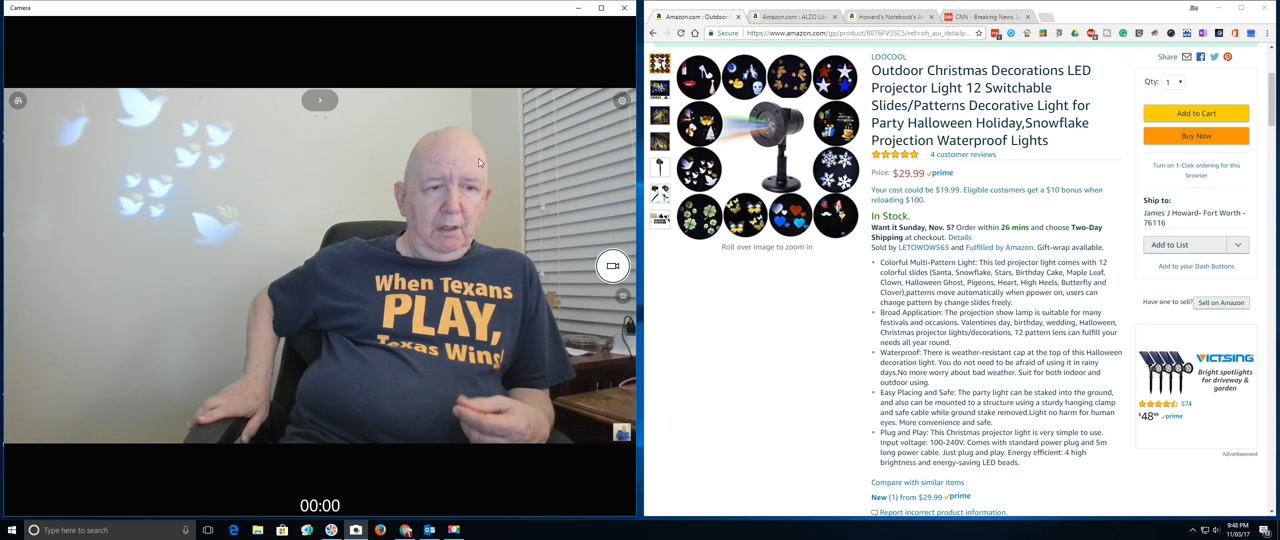 Camera
When Texans
PLAY,
Texas Wins!
00:00
Amazon.com : Outdoor
Amazon.com : ALZO
Howard's Notebook's
CNN - Breaking News,
Secure
https://www.amazon.com/gp/product/B076FV3SC5/ref=oh_aui_detailp...
LOOCOOL
Outdoor Christmas Decorations LED
Projector Light 12 Switchable
Slides/Patterns Decorative Light for
Party Halloween Holiday,Snowflake
Projection Waterproof Lights
4 customer reviews
Price: $29.99 prime
Your cost could be $19.99. Eligible customers get a $10 bonus when
reloading $100.
In Stock.
Want it Sunday, Nov. 5? Order within 26 mins and choose Two-Day
Shipping at checkout. Details
Sold by LETOWOW565 and Fulfilled by Amazon. Gift-wrap available.
Roll over image to zoom in
Colorful Multi-Pattern Light: This led projector light comes with 12
colorful slides (Santa, Snowflake, Stars, Birthday Cake, Maple Leaf,
Clown, Halloween Ghost, Pigeons, Heart, High Heels, Butterfly and
Clover),patterns move automatically when ppower on, users can
change pattern by change slides freely.
Broad Application: The projection show lamp is suitable for many
festivals and occasions. Valentines day, birthday, wedding, Halloween,
Christmas projector lights/decorations, 12 pattern lens can fulfill your
needs all year round.
Waterproof: There is weather-resistant cap at the top of this Halloween
decoration light. You do not need to be afraid of using it in rainy
days.No more worry about bad weather. Suit for both indoor and
outdoor using.
Easy Placing and Safe: The party light can be staked into the ground,
and also can be mounted to a structure using a sturdy hanging clamp
and safe cable while ground stake removed.Light no harm for human
eyes. More convenience and safe.
Plug and Play: This Christmas projector light is very simple to use.
Input voltage: 100-240V. Comes with standard power plug and 5m
long power cable. Just plug and play. Energy efficient: 4 high
brightness and energy-saving LED beads.
Compare with similar items
New (1) from $29.99 prime
Report incorrect product information.
Share
Qty: 1
Add to Cart
Buy Now
Turn on 1-Click ordering for this
browser
Ship to:
James J Howard- Fort Worth -
76116
Add to List
Add to your Dash Buttons
Have one to sell? Sell on Amazon
VICTSING
Bright spotlights
for driveway &
garden
574
$48 99 prime
Advertisement
Type here to search
9:48 PM
11/03/17